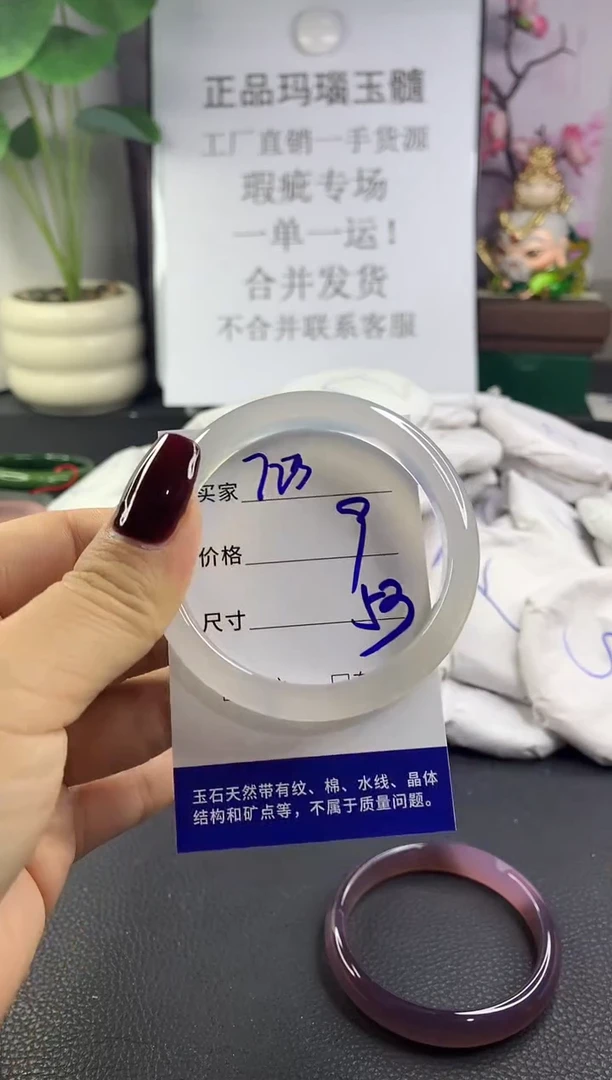 正品玛瑙玉髓
工厂直销一手货源
瑕疵专场
一单一运!
合并发货
不合并联系客服
买家 723
价格 9
尺寸 53
玉石天然带有纹、棉、水线、晶体
结构和矿点等，不属于质量问题。